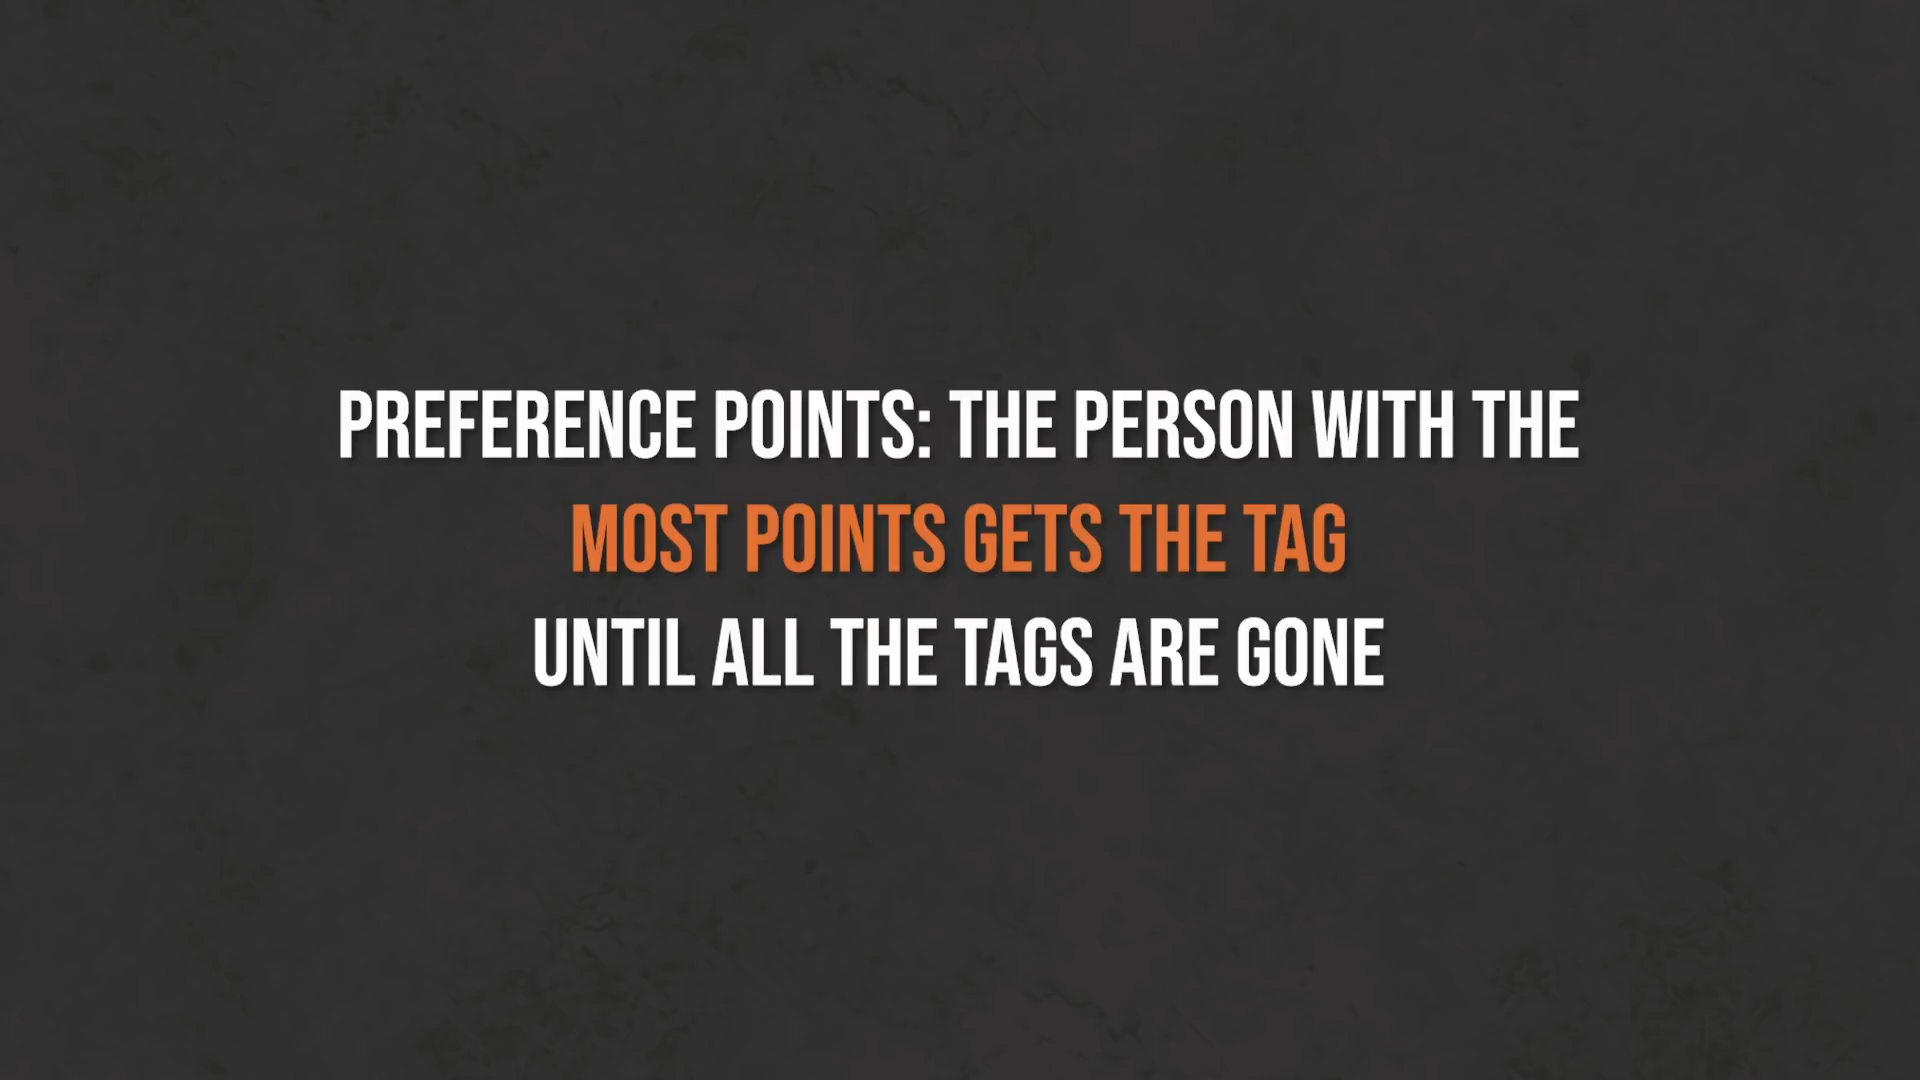 PREFERENCE POINTS: THE PERSON WITH THE
MOST POINTS GETS THE TAG
UNTIL ALL THE TAGS ARE GONE